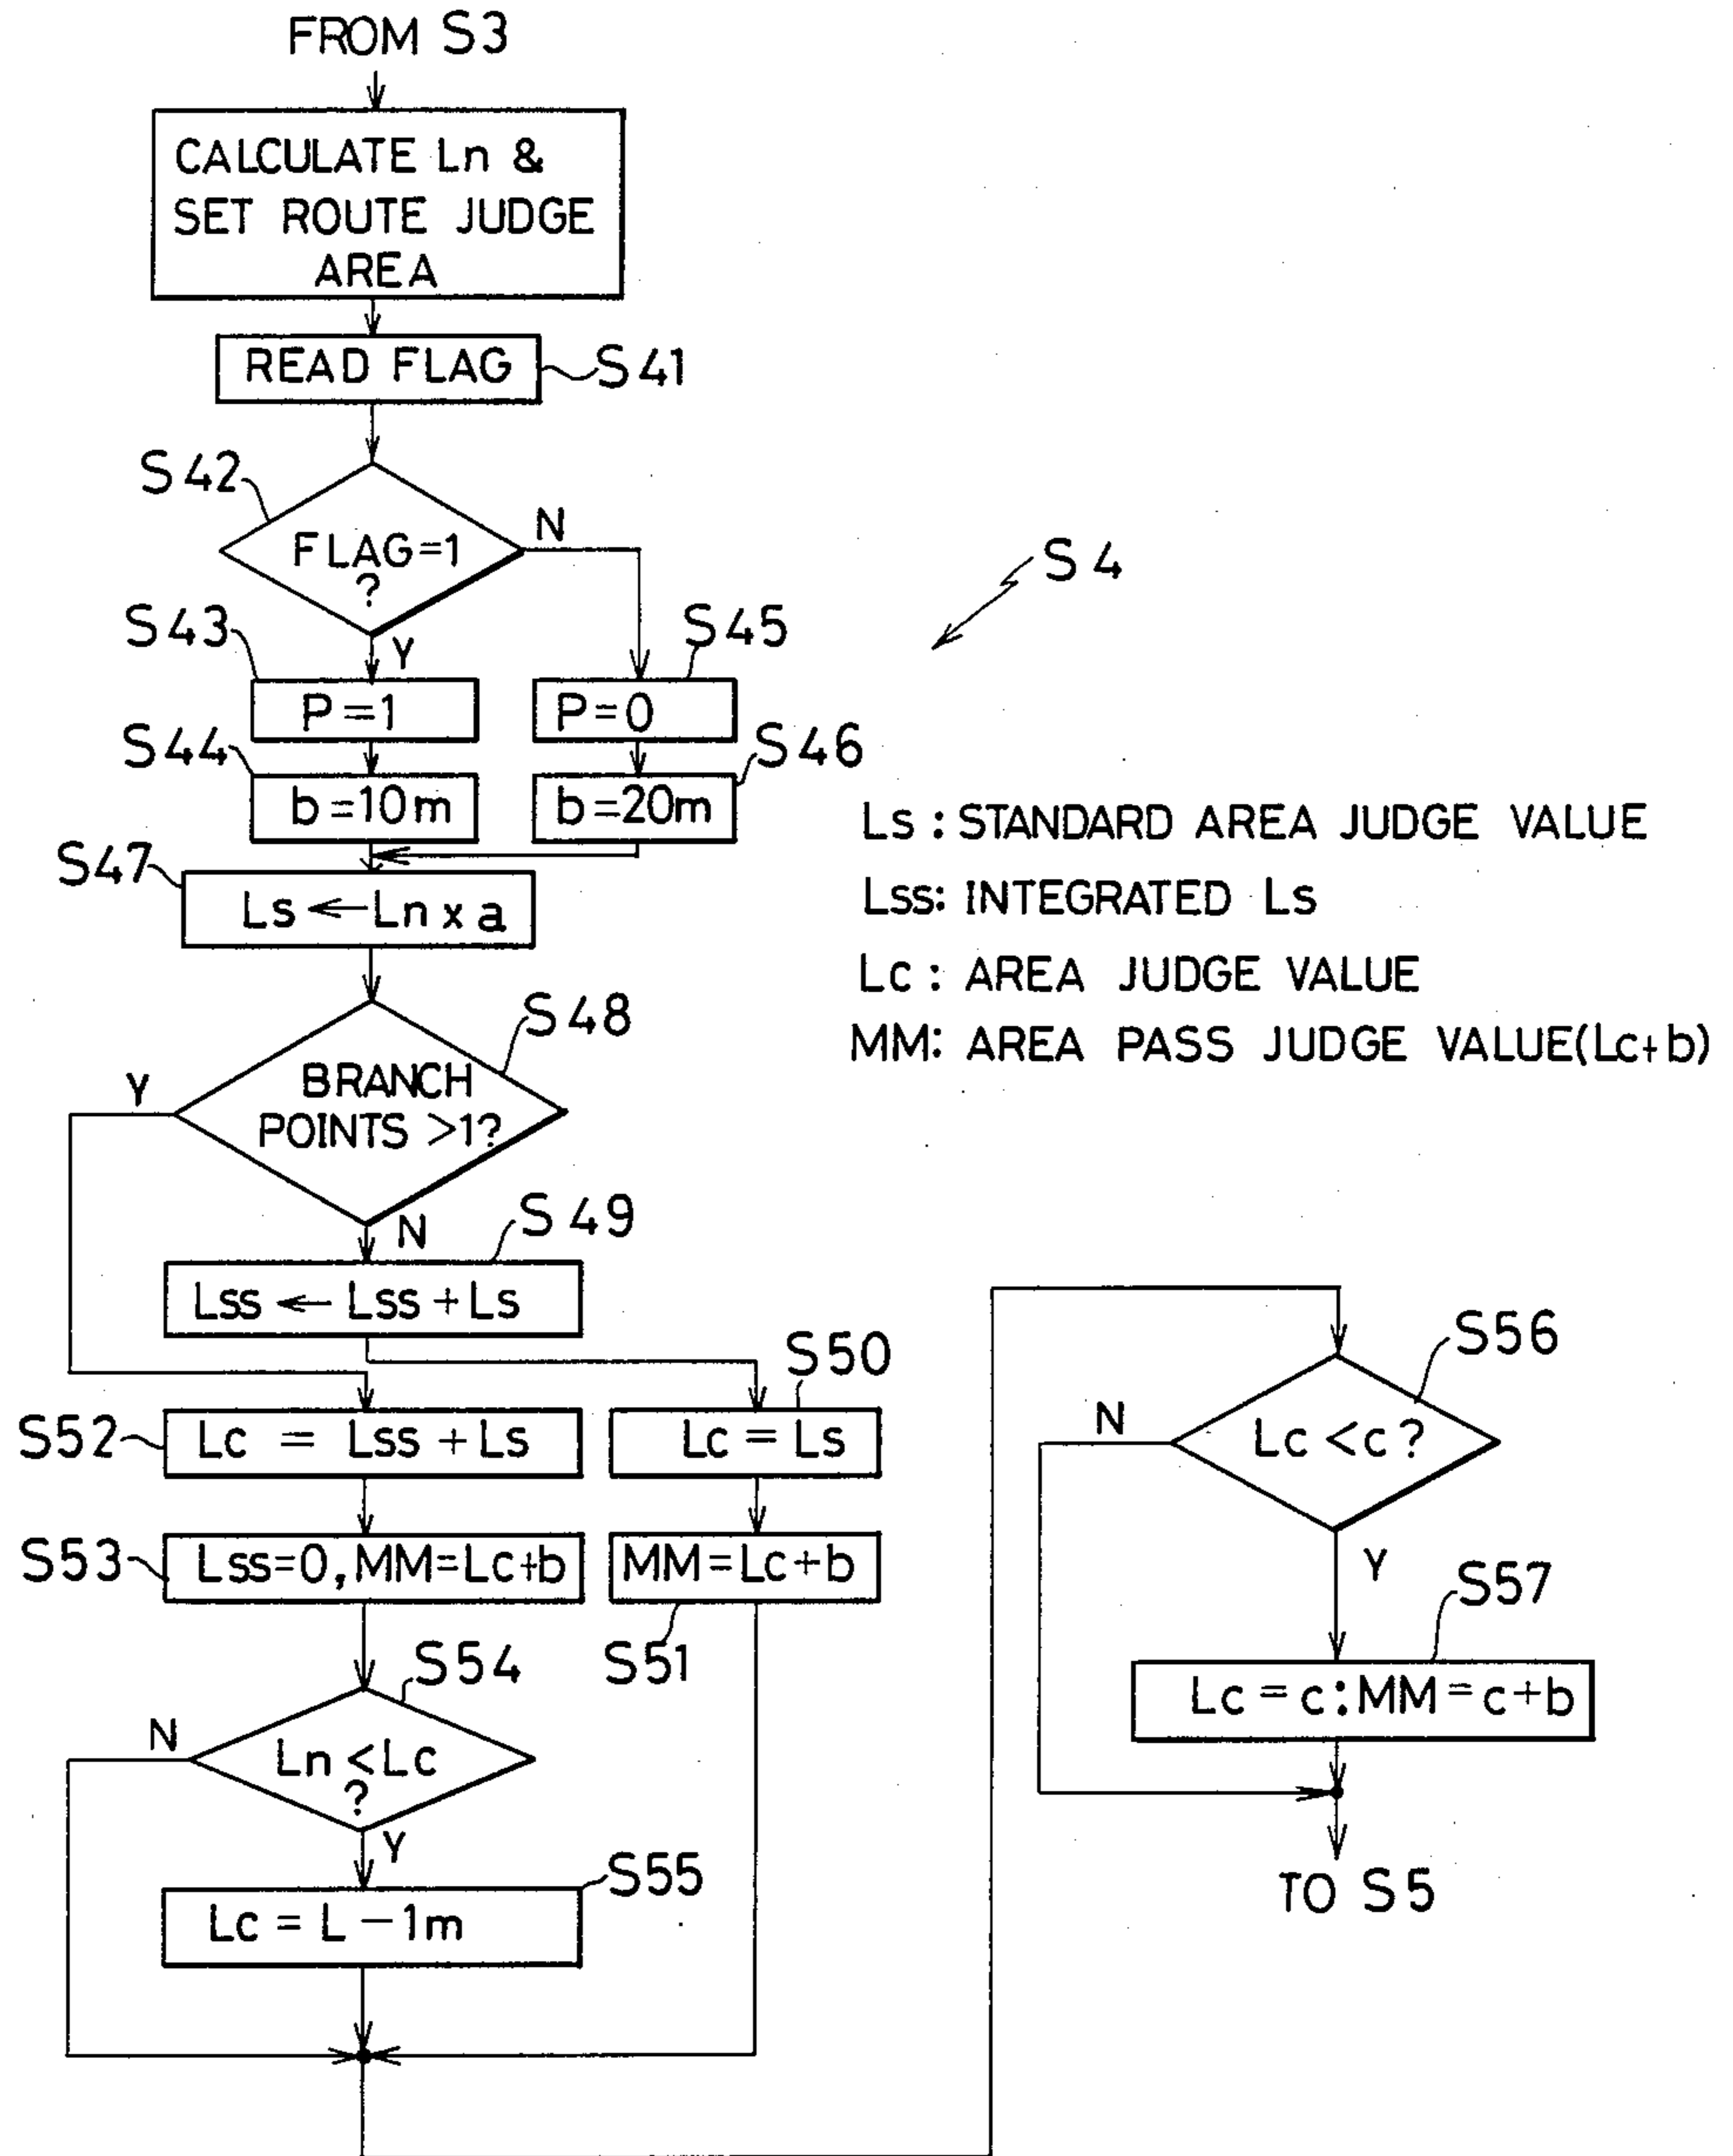 FROM S3
CALCULATE Ln &
SET ROUTE JUDGE
AREA
READ FLAG
S41
S42
FLAG=1
?
N
Y
S4
S43
P=1
S45
P=0
S44
b=10m
S46
b=20m
S47
Ls ← Ln x a
Ls : STANDARD AREA JUDGE VALUE
Lss: INTEGRATED Ls
Lc : AREA JUDGE VALUE
MM: AREA PASS JUDGE VALUE(Lc+b)
S48
BRANCH
POINTS >1?
Y
N
S49
Lss ← Lss + Ls
S50
Lc = Ls
S52
Lc = Lss + Ls
S53
Lss=0, MM=Lc+b
MM=Lc+b
S51
S54
Ln <Lc
?
N
Y
S55
Lc = L -1m
S56
Lc <c ?
N
Y
S57
Lc = c:MM = c+b
TO S5